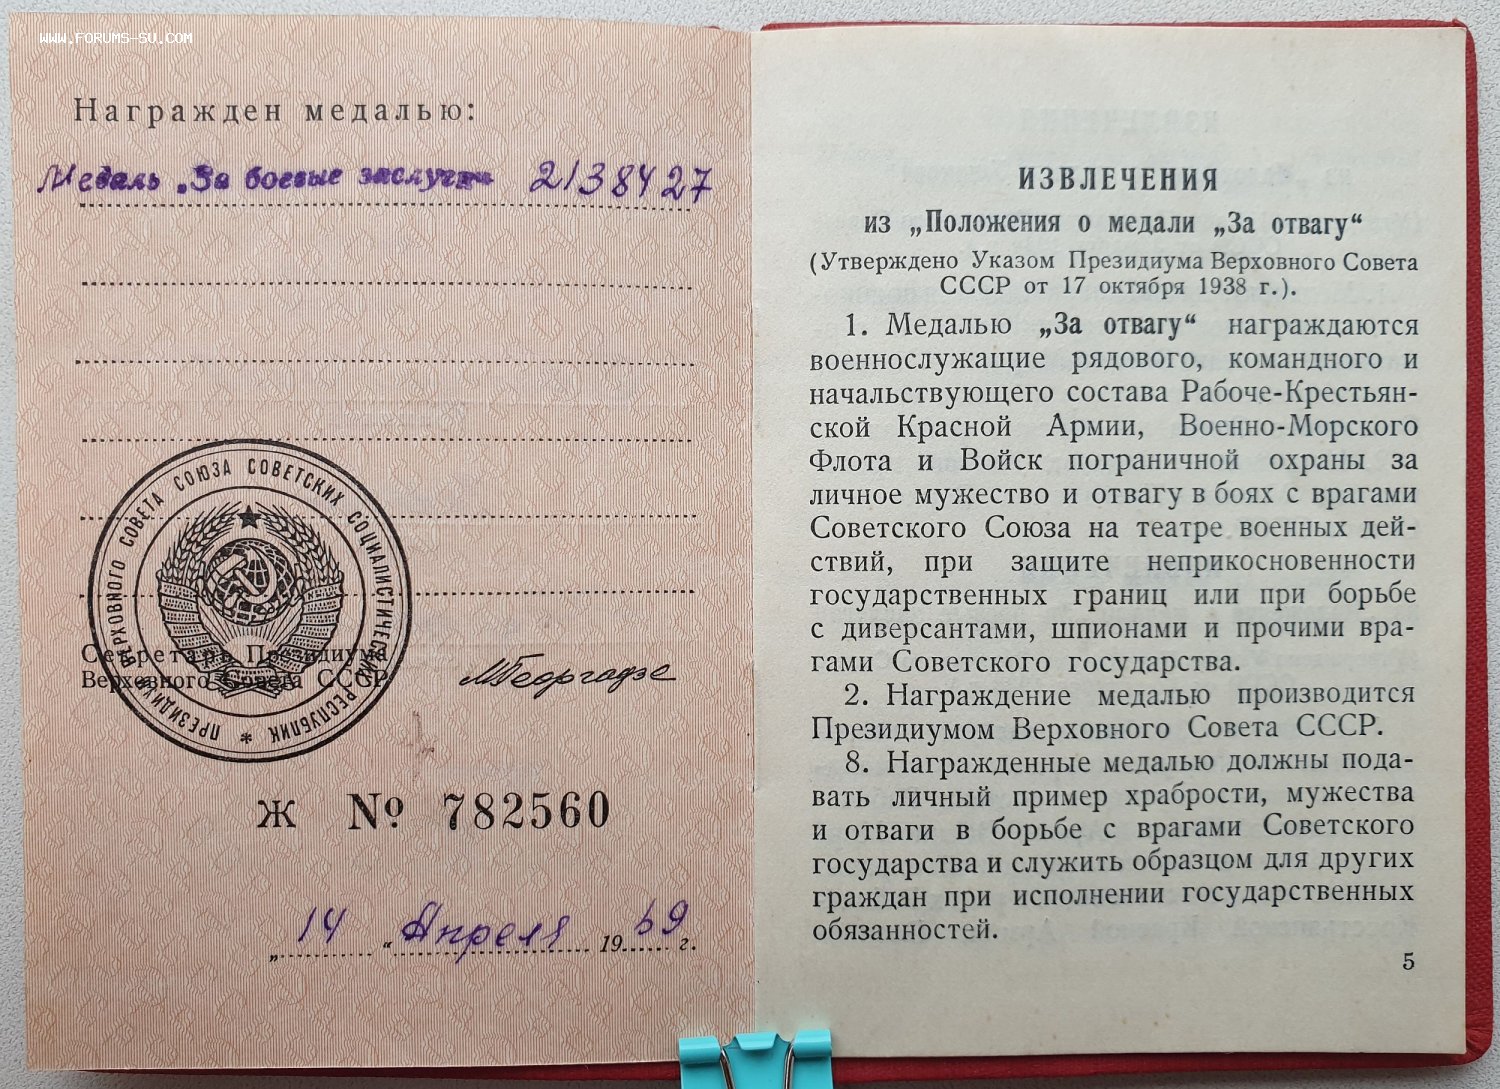 www.forums-su.com
Награжден медалью:
Медаль „За боевые заслуги“ 2138427
ПРЕЗИДИУМ ВЕРХОВНОГО СОВЕТА СОЮЗА СОВЕТСКИХ СОЦИАЛИСТИЧЕСКИХ РЕСПУБЛИК *
Секретарь Президиума
Верховного Совета СССР
МГеоргадзе
Ж № 782560
„14“ Апреля 1969 г.
ИЗВЛЕЧЕНИЯ
из „Положения о медали „За отвагу“
(Утверждено Указом Президиума Верховного Совета
СССР от 17 октября 1938 г.).
1. Медалью „За отвагу“ награждаются
военнослужащие рядового, командного и
начальствующего состава Рабоче-Крестьян-
ской Красной Армии, Военно-Морского
Флота и Войск пограничной охраны за
личное мужество и отвагу в боях с врагами
Советского Союза на театре военных дей-
ствий, при защите неприкосновенности
государственных границ или при борьбе
с диверсантами, шпионами и прочими вра-
гами Советского государства.
2. Награждение медалью производится
Президиумом Верховного Совета СССР.
8. Награжденные медалью должны пода-
вать личный пример храбрости, мужества
и отваги в борьбе с врагами Советского
государства и служить образцом для других
граждан при исполнении государственных
обязанностей.
5